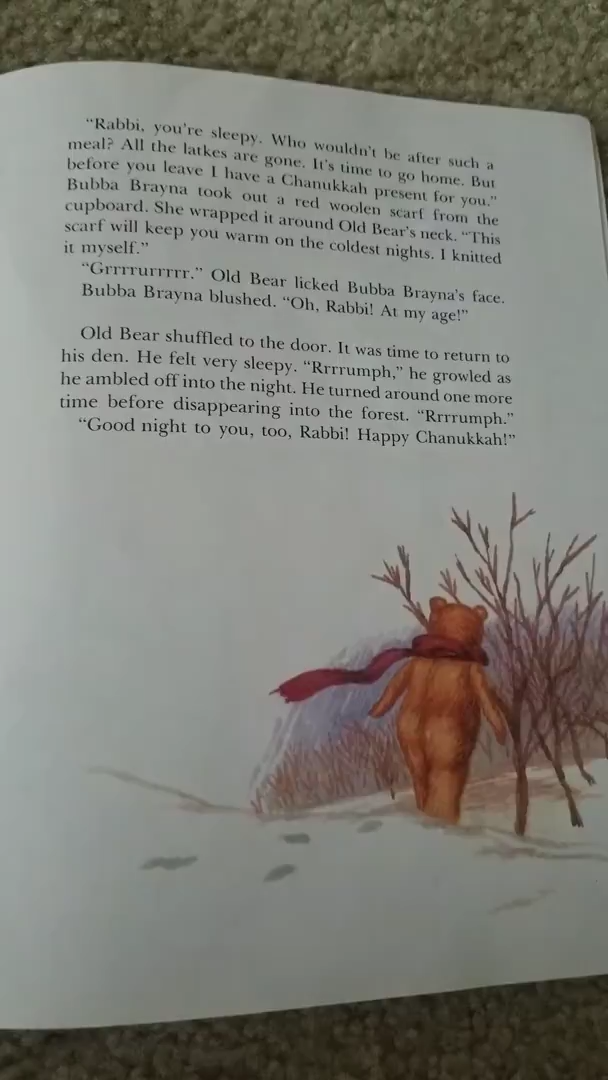 “Rabbi, you’re sleepy. Who wouldn’t be after such a
meal? All the latkes are gone. It’s time to go home. But
before you leave I have a Chanukkah present for you.”
Bubba Brayna took out a red woolen scarf from the
cupboard. She wrapped it around Old Bear’s neck. “This
scarf will keep you warm on the coldest nights. I knitted
it myself.”
“Grrrrurrrrr.” Old Bear licked Bubba Brayna’s face.
Bubba Brayna blushed. “Oh, Rabbi! At my age!”
Old Bear shuffled to the door. It was time to return to
his den. He felt very sleepy. “Rrrrumph,” he growled as
he ambled off into the night. He turned around one more
time before disappearing into the forest. “Rrrrumph.”
“Good night to you, too, Rabbi! Happy Chanukkah!”